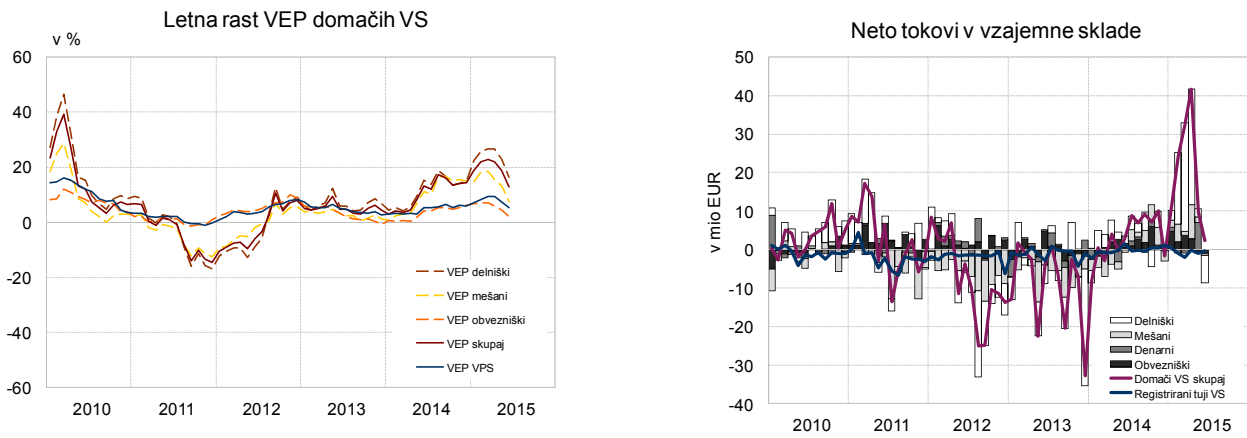 Letna rast VEP domačih VS
v %
60
40
20
0
-20
-40
-60
VEP delniški
VEP mešani
VEP obvezniški
VEP skupaj
VEP VPS
2010 2011 2012 2013 2014 2015
Neto tokovi v vzajemne sklade
v mio EUR
50
40
30
20
10
0
-10
-20
-30
-40
Delniški
Mešani
Denarni
Obvezniški
Domači VS skupaj
Registrirani tuji VS
2010 2011 2012 2013 2014 2015